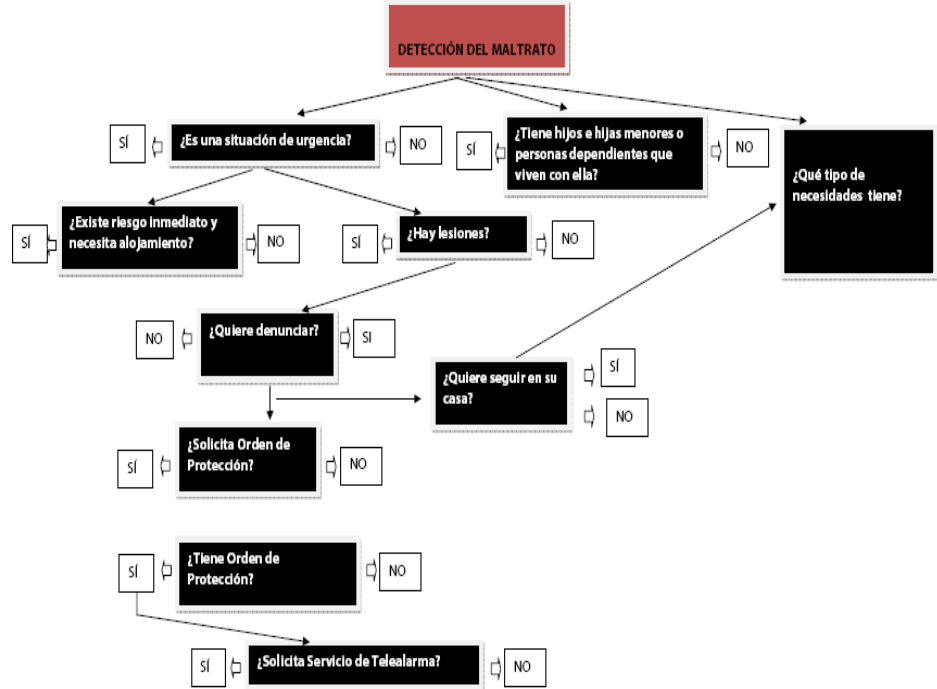 DETECCIÓN DEL MALTRATO
SÍ
¿Es una situación de urgencia?
NO
SÍ
¿Tiene hijos e hijas menores o
personas dependientes que
viven con ella?
NO
¿Qué tipo de
necesidades tiene?
SÍ
¿Existe riesgo inmediato y
necesita alojamiento?
NO
SÍ
¿Hay lesiones?
NO
NO
¿Quiere denunciar?
SI
¿Quiere seguir en su
casa?
SÍ
NO
SÍ
¿Solicita Orden de
Protección?
NO
SÍ
¿Tiene Orden de
Protección?
NO
SÍ
¿Solicita Servicio de Telealarma?
NO